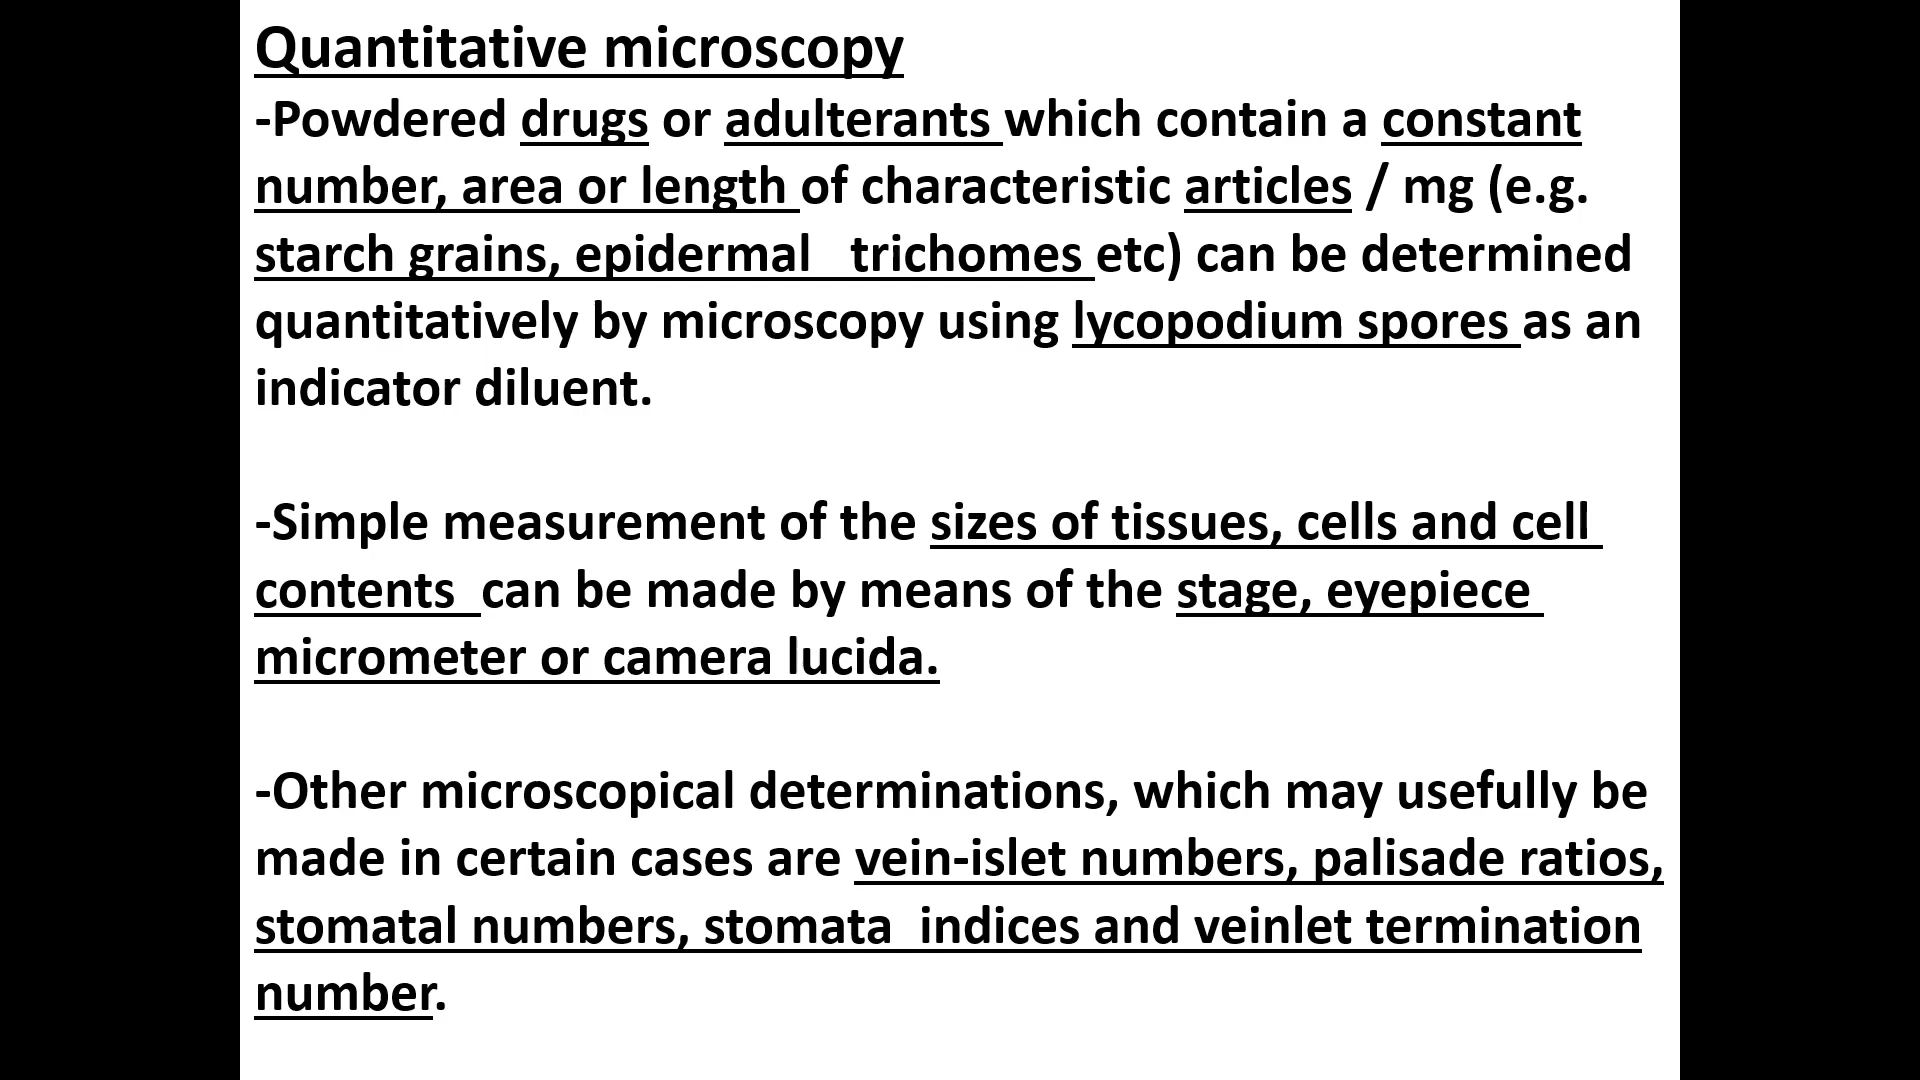 Quantitative microscopy
-Powdered drugs or adulterants which contain a constant
number, area or length of characteristic articles / mg (e.g.
starch grains, epidermal   trichomes etc) can be determined
quantitatively by microscopy using lycopodium spores as an
indicator diluent.
-Simple measurement of the sizes of tissues, cells and cell
contents  can be made by means of the stage, eyepiece
micrometer or camera lucida.
-Other microscopical determinations, which may usefully be
made in certain cases are vein-islet numbers, palisade ratios,
stomatal numbers, stomata  indices and veinlet termination
number.